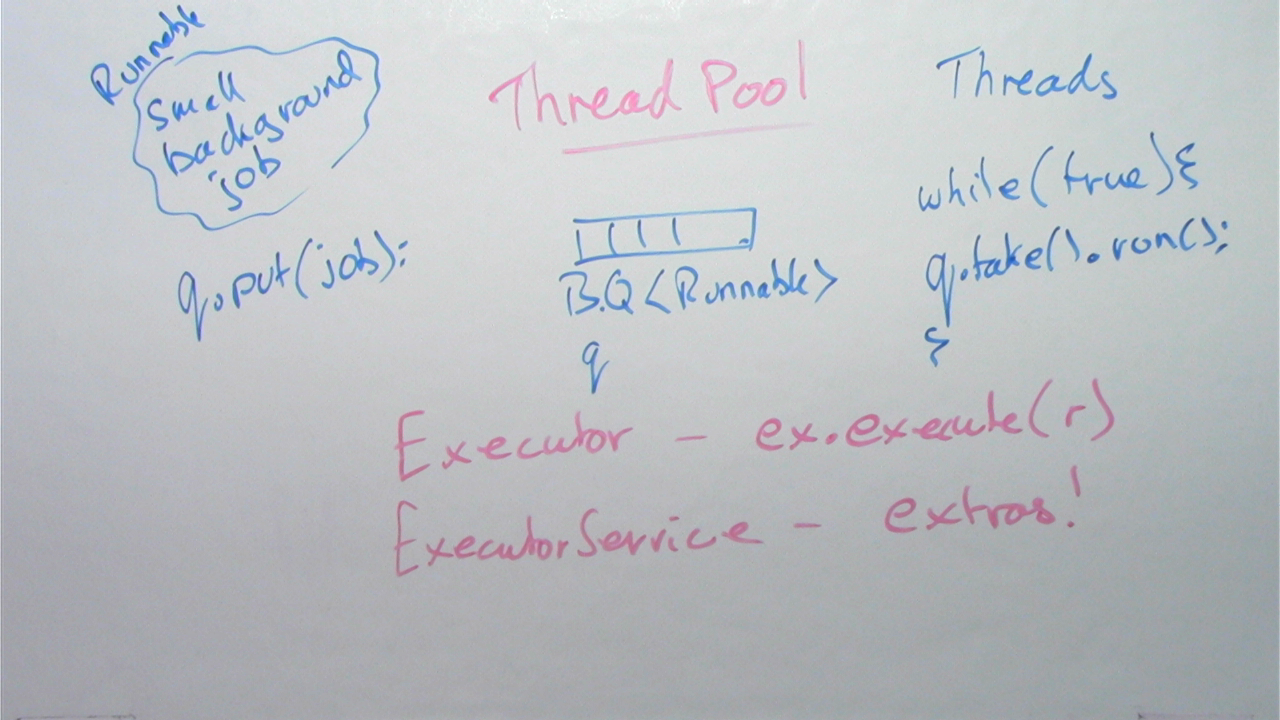 Runnable
Small
background
job
q.put(job);
Thread Pool
B.Q<Runnable>
q
Threads
while(true){
q.take().run();
}
Executor - ex.execute(r)
ExecutorService - extras!